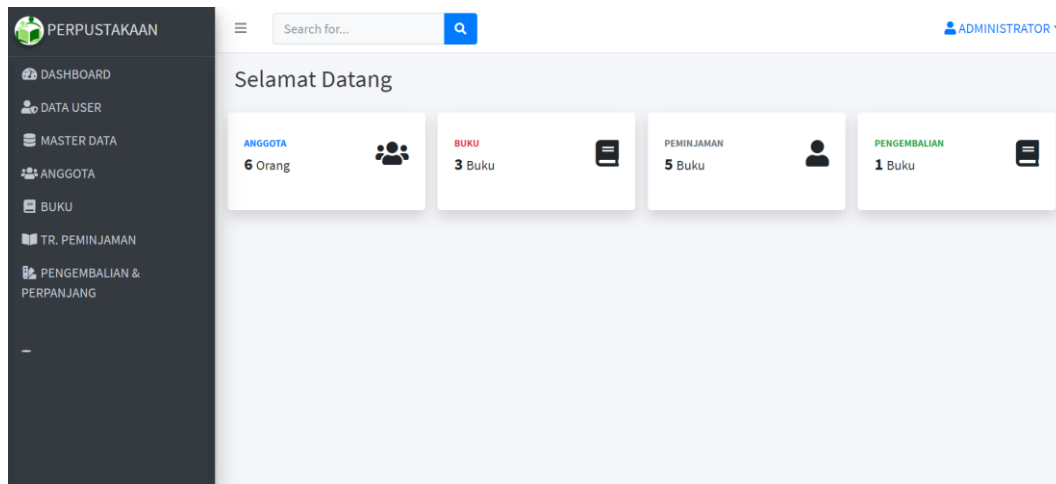 PERPUSTAKAAN
Search for...
ADMINISTRATOR
DASHBOARD
DATA USER
MASTER DATA
ANGGOTA
BUKU
TR. PEMINJAMAN
PENGEMBALIAN &
PERPANJANG
Selamat Datang
ANGGOTA
6 Orang
BUKU
3 Buku
PEMINJAMAN
5 Buku
PENGEMBALIAN
1 Buku